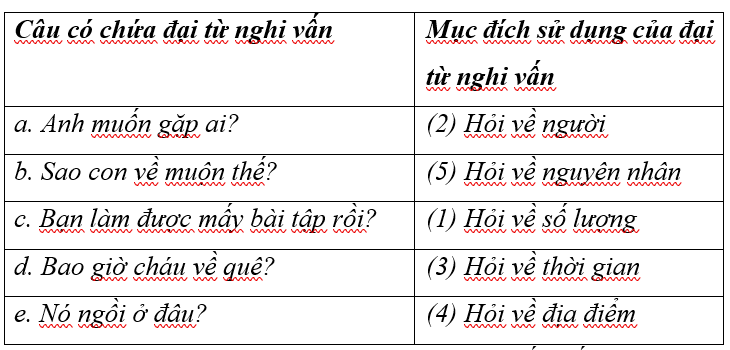 Câu có chứa đại từ nghi vấn
Mục đích sử dụng của đại
từ nghi vấn
a. Anh muốn gặp ai?
(2) Hỏi về người
b. Sao con về muộn thế?
(5) Hỏi về nguyên nhân
c. Bạn làm được mấy bài tập rồi?
(1) Hỏi về số lượng
d. Bao giờ cháu về quê?
(3) Hỏi về thời gian
e. Nó ngồi ở đâu?
(4) Hỏi về địa điểm